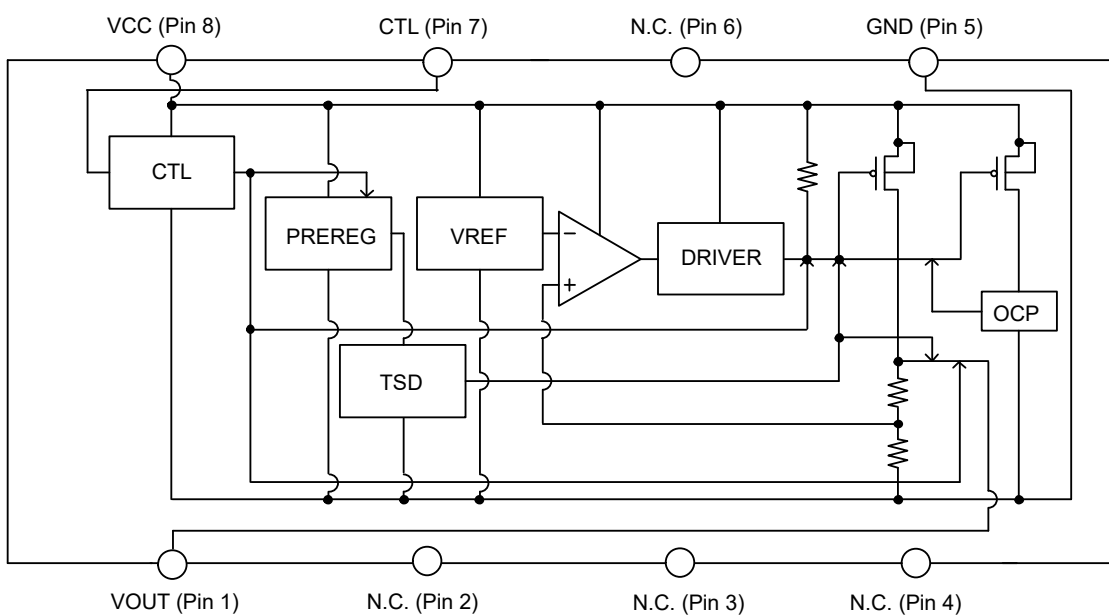 VCC (Pin 8)
CTL (Pin 7)
N.C. (Pin 6)
GND (Pin 5)
CTL
PREREG
VREF
−
+
DRIVER
OCP
TSD
VOUT (Pin 1)
N.C. (Pin 2)
N.C. (Pin 3)
N.C. (Pin 4)